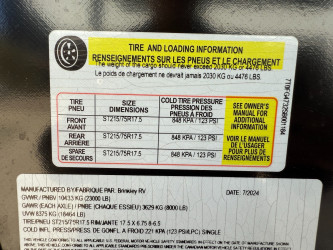 TIRE AND LOADING INFORMATION
RENSEIGNEMENTS SUR LES PNEUS ET LE CHARGEMENT
The weight of the cargo should never exceed 2030 KG or 4476 LBS.
Le poids de chargement ne devrait jamais 2030 KG ou 4476 LBS.
TIRE
PNEU
SIZE
DIMENSIONS
COLD TIRE PRESSURE
PRESSION DES
PNEUS À FROID
SEE OWNER'S
MANUAL FOR
ADDITIONAL
INFORMATION
VOIR LE MANUEL
DE L'USAGER
POUR PLUS DE
RENSEIGNEMENTS
FRONT
AVANT
ST215/75R17.5
848 KPA / 123 PSI
REAR
ARRIÈRE
ST215/75R17.5
848 KPA / 123 PSI
SPARE
DE SECOURS
ST215/75R17.5
848 KPA / 123 PSI
MANUFACTURED BY/FABRIQUE PAR: Brinkley RV
DATE: 7/2024
GVWR / PNBV 10433 KG (23000 LB)
GAWR (EACH AXLE) / PNBE (CHAQUE ESSIEU) 3629 KG (8000 LB)
UVW 8375 KG (18464 LB)
TIRE/PNEU ST215/75R17.5 RIM/JANTE 17.5 X 6.75 8-6.5
COLD INFL. PRESS./PRESS. DE GONFL. A FROID 221 KPA (123 PSI/LPC) SINGLE